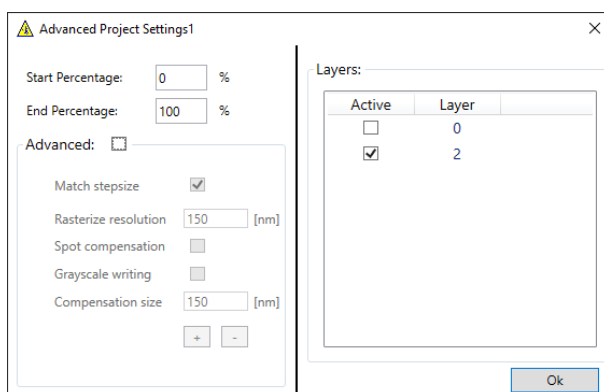 Advanced Project Settings1
Start Percentage: 0 %
End Percentage: 100 %
Advanced:
Match stepsize
Rasterize resolution 150 [nm]
Spot compensation
Grayscale writing
Compensation size 150 [nm]
+ -
Layers:
Active Layer
0
2
Ok